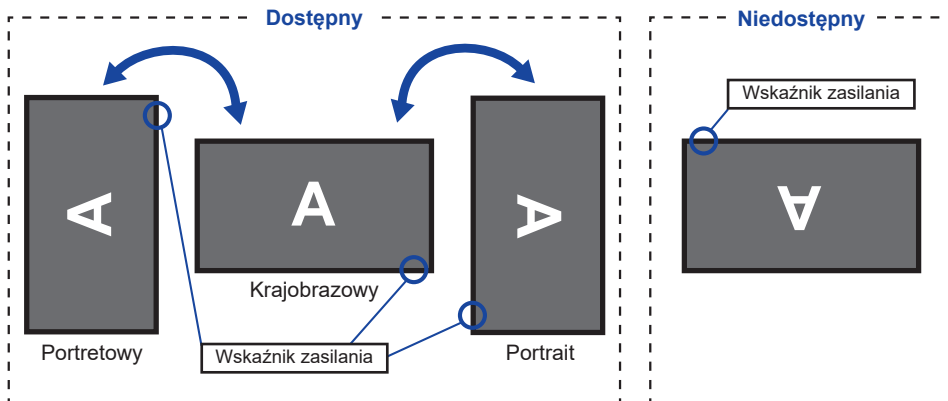 Dostępny
Niedostępny
Wskaźnik zasilania
A
A
A
A
Krajobrazowy
Portretowy
Wskaźnik zasilania
Portrait